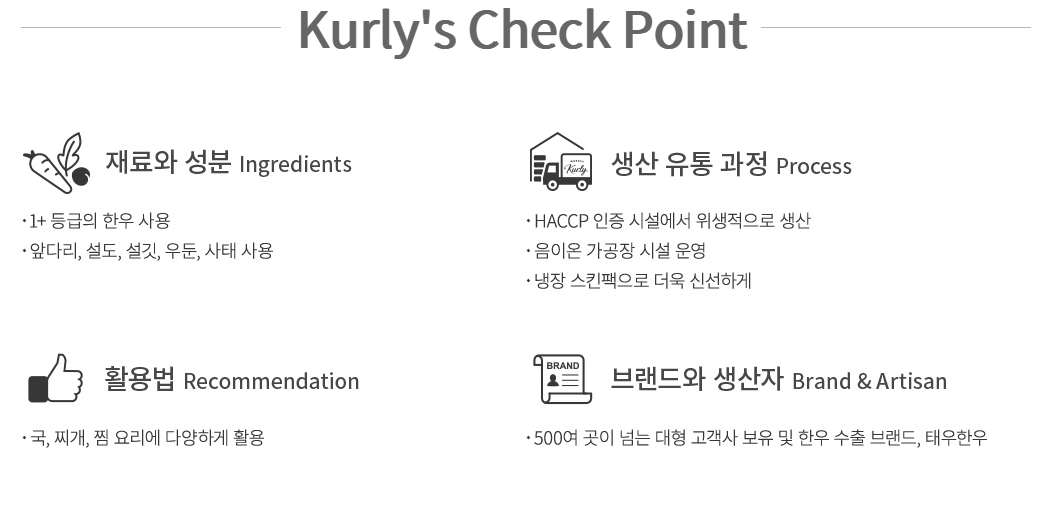 Kurly's Check Point
재료와 성분 Ingredients
· 1+ 등급의 한우 사용
· 앞다리, 설도, 설깃, 우둔, 사태 사용
Kurly
생산 유통 과정 Process
· HACCP 인증 시설에서 위생적으로 생산
· 음이온 가공장 시설 운영
· 냉장 스킨팩으로 더욱 신선하게
활용법 Recommendation
· 국, 찌개, 찜 요리에 다양하게 활용
BRAND
브랜드와 생산자 Brand & Artisan
· 500여 곳이 넘는 대형 고객사 보유 및 한우 수출 브랜드, 태우한우